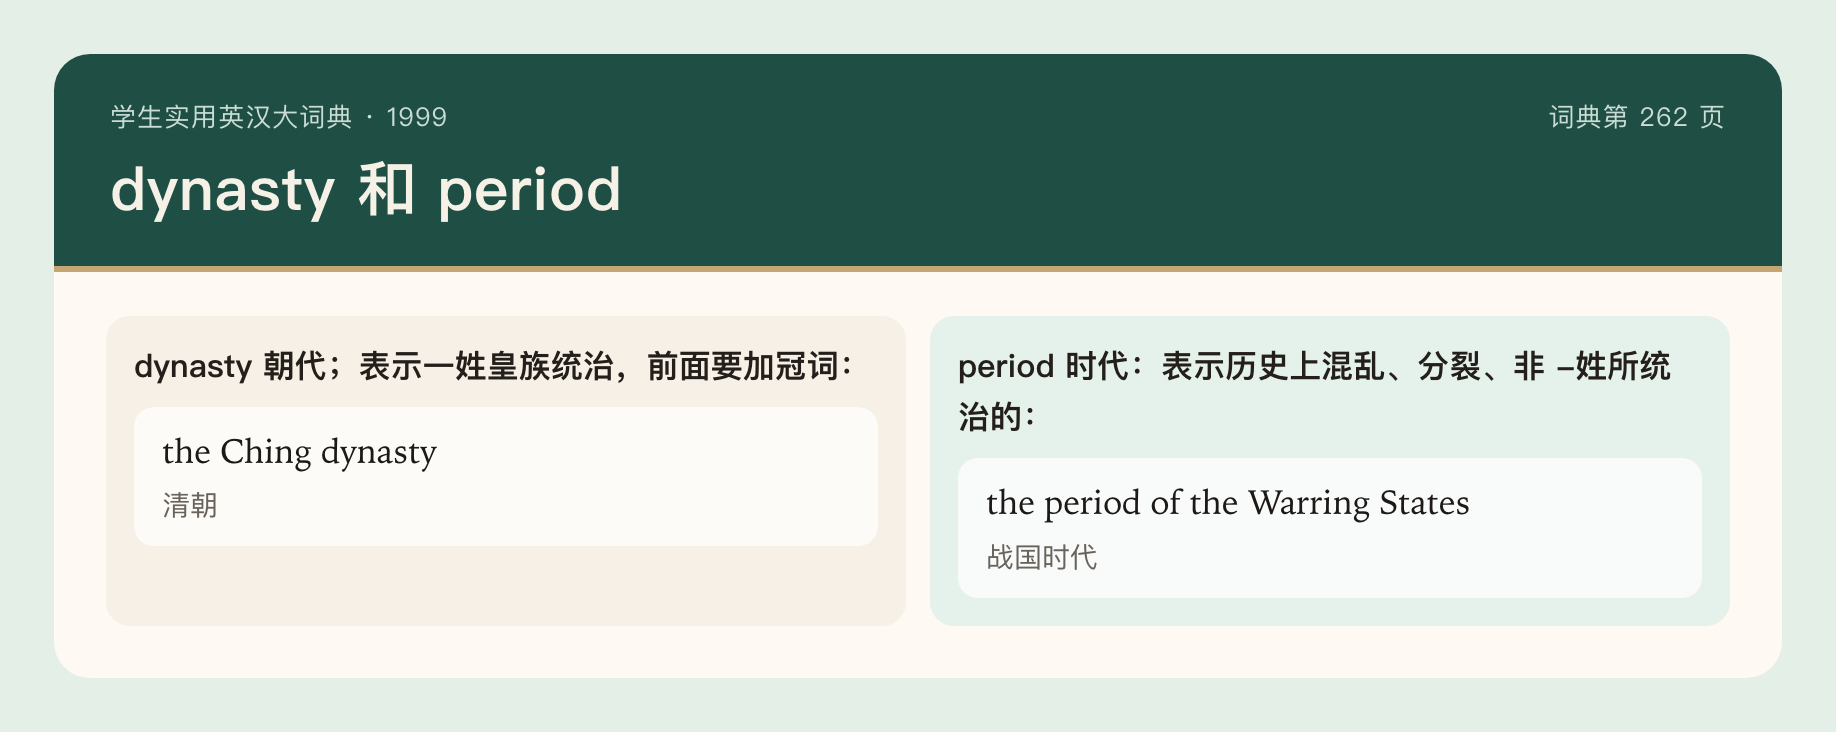 学生实用英汉大词典 · 1999
词典第 262 页
dynasty 和 period
dynasty 朝代；表示一姓皇族统治，前面要加冠词：
the Ching dynasty
清朝
period 时代：表示历史上混乱、分裂、非 –姓所统
治的：
the period of the Warring States
战国时代